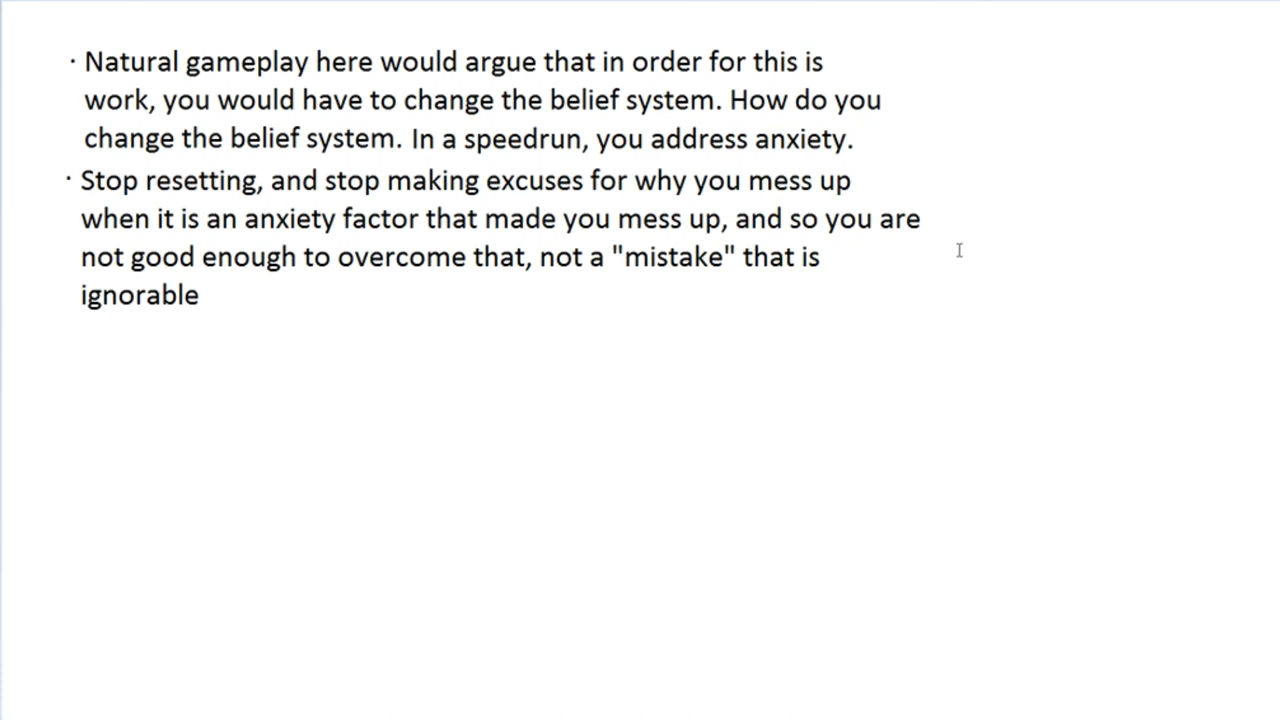 · Natural gameplay here would argue that in order for this is
work, you would have to change the belief system. How do you
change the belief system. In a speedrun, you address anxiety.
· Stop resetting, and stop making excuses for why you mess up
when it is an anxiety factor that made you mess up, and so you are
not good enough to overcome that, not a "mistake" that is
ignorable